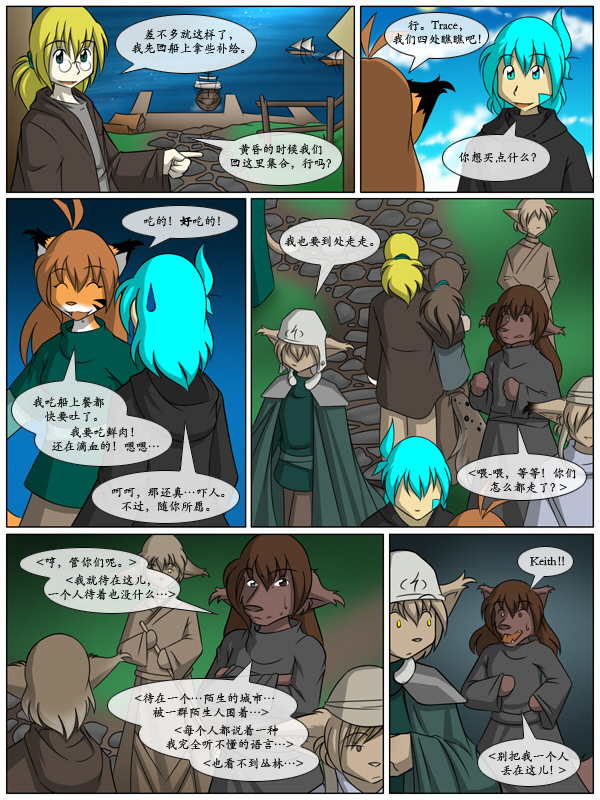 差不多就这样了，
我先回船上拿些补给。
黄昏的时候我们
回这里集合，行吗？
行。Trace，
我们四处瞧瞧吧！
你想买点什么？
吃的！好吃的！
我吃船上餐都
快要吐了。
我要吃鲜肉！
还在滴血的！嗯嗯…
呵呵，那还真…吓人。
不过，随你所愿。
我也要到处走走。
<喂-喂，等等！你们
怎么都走了？>
<哼，管你们呢。>
<我就待在这儿，
一个人待着也没什么…>
<待在一个…陌生的城市…
被一群陌生人围着…>
<每个人都说着一种
我完全听不懂的语言…>
<也看不到丛林…>
Keith!!
<别把我一个人
丢在这儿！>